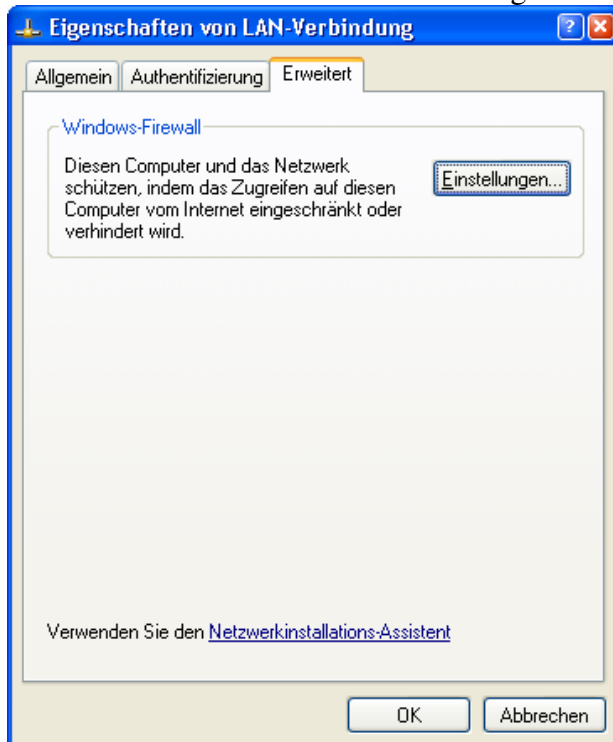 Eigenschaften von LAN-Verbindung
Allgemein Authentifizierung Erweitert
Windows-Firewall
Diesen Computer und das Netzwerk
schützen, indem das Zugreifen auf diesen
Computer vom Internet eingeschränkt oder
verhindert wird.
Einstellungen...
Verwenden Sie den Netzwerkinstallations-Assistent
OK Abbrechen